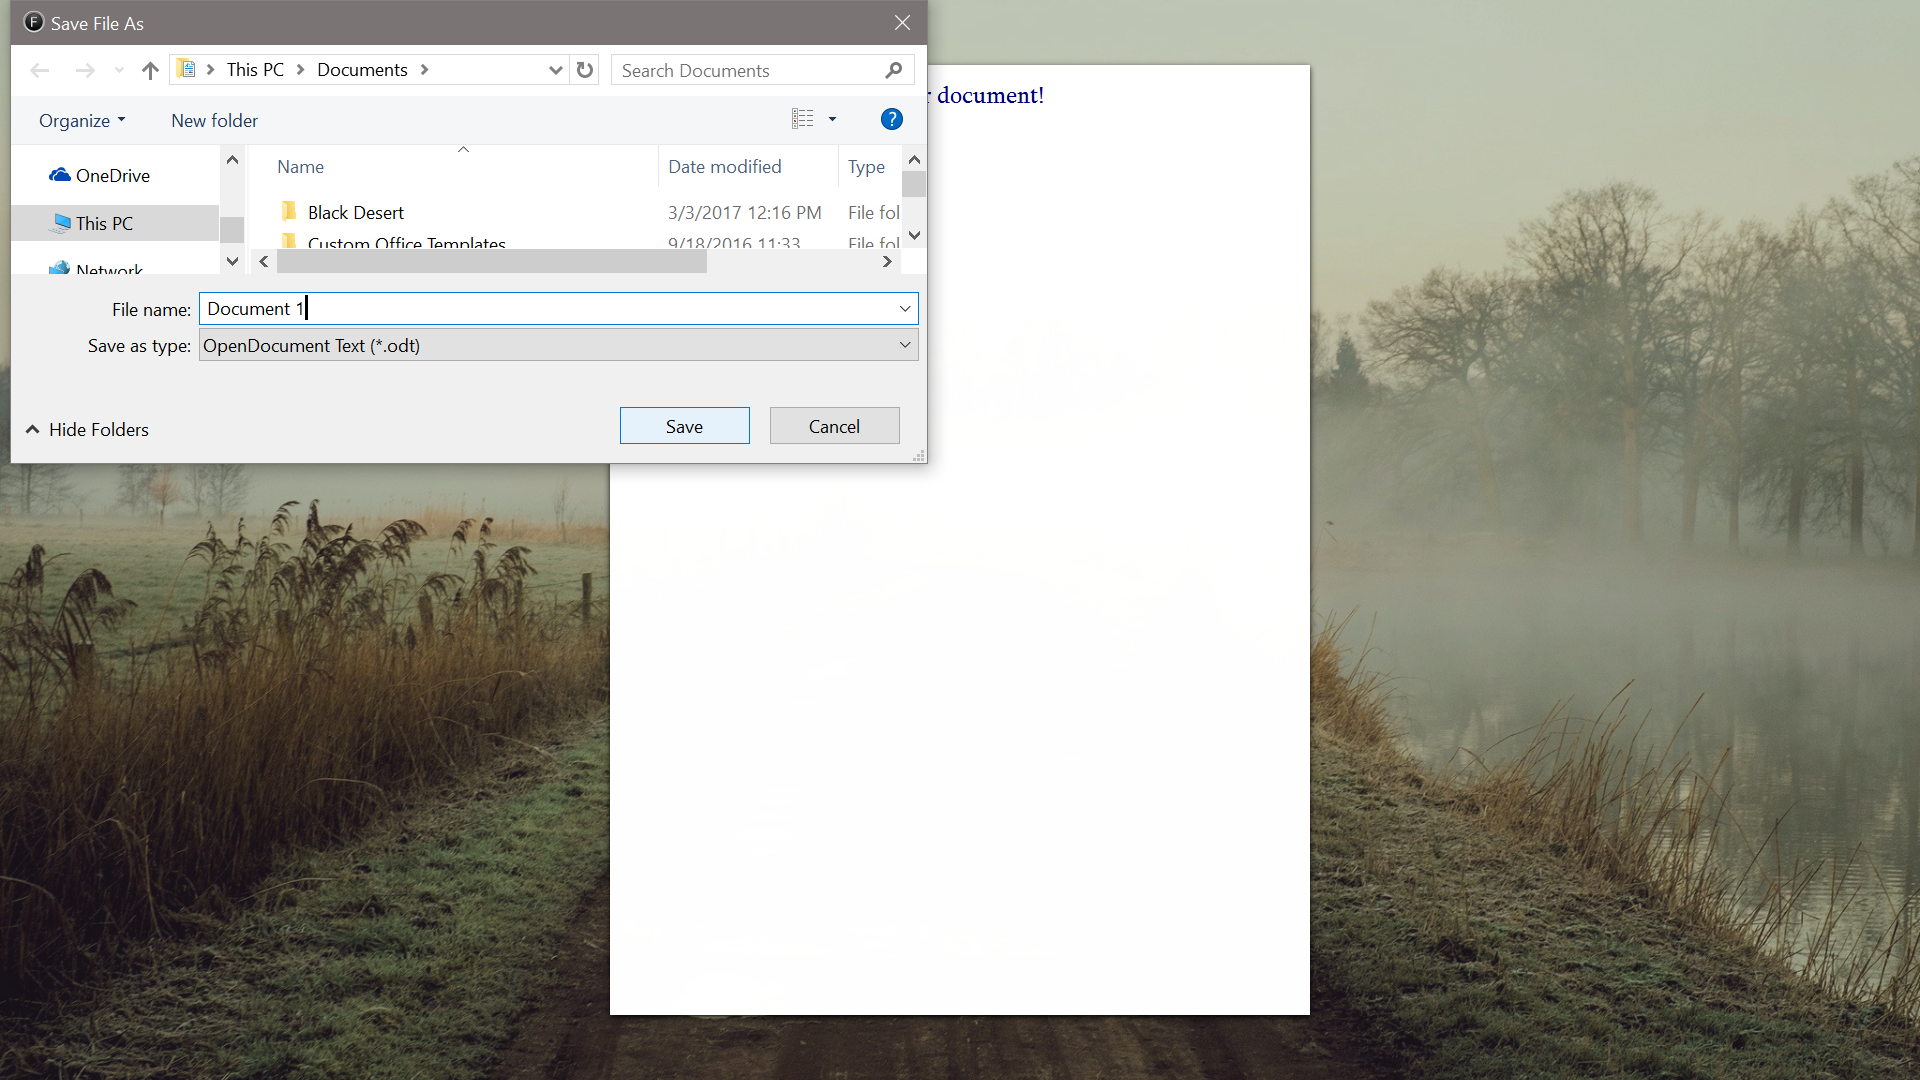 F Save File As
This PC Documents
Search Documents
r document!
Organize New folder ?
OneDrive
This PC
Network
Name Date modified Type
Black Desert 3/3/2017 12:16 PM File fol
Custom Office Templates 9/18/2016 11:33 File fol
File name: Document 1
Save as type: OpenDocument Text (*.odt)
Hide Folders
Save Cancel